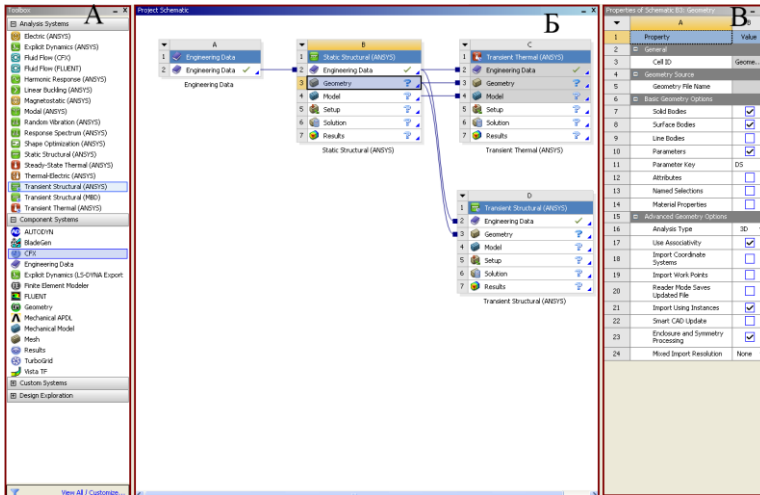 Toolbox
А
Analysis Systems
Electric (ANSYS)
Explicit Dynamics (ANSYS)
Fluid Flow (CFX)
Fluid Flow (FLUENT)
Harmonic Response (ANSYS)
Linear Buckling (ANSYS)
Magnetostatic (ANSYS)
Modal (ANSYS)
Random Vibration (ANSYS)
Response Spectrum (ANSYS)
Shape Optimization (ANSYS)
Static Structural (ANSYS)
Steady-State Thermal (ANSYS)
Thermal-Electric (ANSYS)
Transient Structural (ANSYS)
Transient Structural (MBD)
Transient Thermal (ANSYS)
Component Systems
AUTODYN
BladeGen
CFX
Engineering Data
Explicit Dynamics (LS-DYNA Export
Finite Element Modeler
FLUENT
Geometry
Mechanical APDL
Mechanical Model
Mesh
Results
TurboGrid
Vista TF
Custom Systems
Design Exploration
View All / Customize...
Project Schematic
Б
A
1 Engineering Data
2 Engineering Data
Engineering Data
B
1 Static Structural (ANSYS)
2 Engineering Data
3 Geometry
4 Model
5 Setup
6 Solution
7 Results
Static Structural (ANSYS)
C
1 Transient Thermal (ANSYS)
2 Engineering Data
3 Geometry
4 Model
5 Setup
6 Solution
7 Results
Transient Thermal (ANSYS)
D
1 Transient Structural (ANSYS)
2 Engineering Data
3 Geometry
4 Model
5 Setup
6 Solution
7 Results
Transient Structural (ANSYS)
Properties of Schematic B3: Geometry
В
A B
1 Property Value
2 General
3 Cell ID Geome...
4 Geometry Source
5 Geometry File Name
6 Basic Geometry Options
7 Solid Bodies
8 Surface Bodies
9 Line Bodies
10 Parameters
11 Parameter Key DS
12 Attributes
13 Named Selections
14 Material Properties
15 Advanced Geometry Options
16 Analysis Type 3D
17 Use Associativity
18 Import Coordinate
Systems
19 Import Work Points
20 Reader Mode Saves
Updated File
21 Import Using Instances
22 Smart CAD Update
23 Enclosure and Symmetry
Processing
24 Mixed Import Resolution None